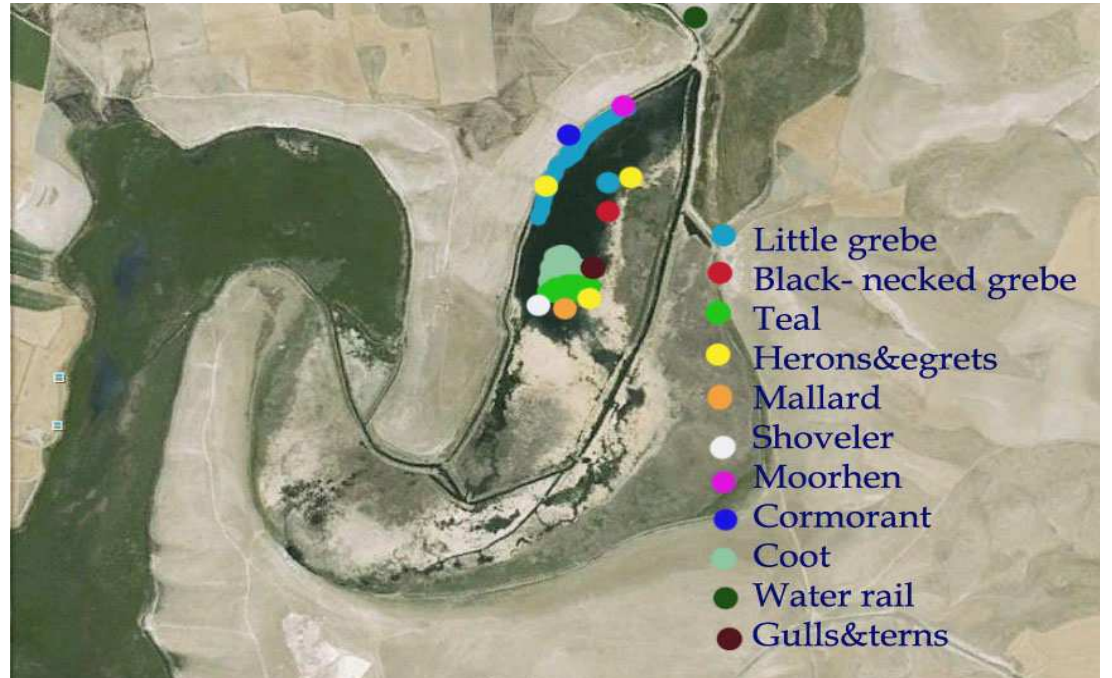 Little grebe
Black- necked grebe
Teal
Herons&egrets
Mallard
Shoveler
Moorhen
Cormorant
Coot
Water rail
Gulls&terns